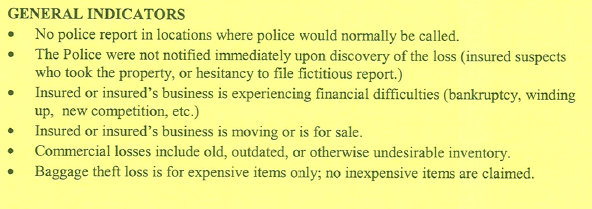 GENERAL INDICATORS
• No police report in locations where police would normally be called.
• The Police were not notified immediately upon discovery of the loss (insured suspects
who took the property, or hesitancy to file fictitious report.)
• Insured or insured's business is experiencing financial difficulties (bankruptcy, winding
up, new competition, etc.)
• Insured or insured's business is moving or is for sale.
• Commercial losses include old, outdated, or otherwise undesirable inventory.
• Baggage theft loss is for expensive items only; no inexpensive items are claimed.